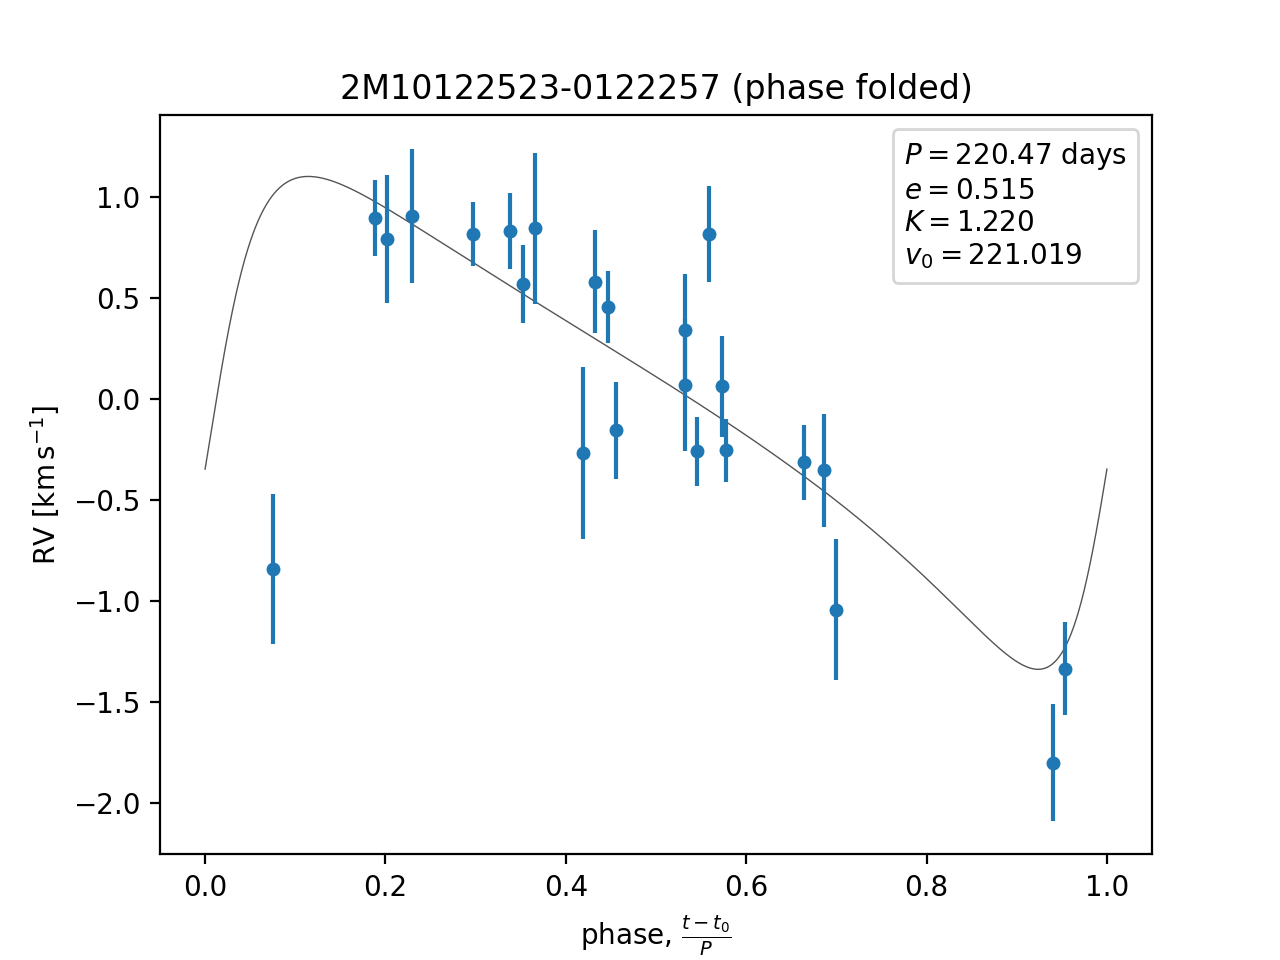 2M10122523-0122257 (phase folded)
P = 220.47 days
e = 0.515
K = 1.220
v₀ = 221.019
RV [km s⁻¹]
1.0
0.5
0.0
−0.5
−1.0
−1.5
−2.0
0.0 0.2 0.4 0.6 0.8 1.0
phase, (t − t₀)/P